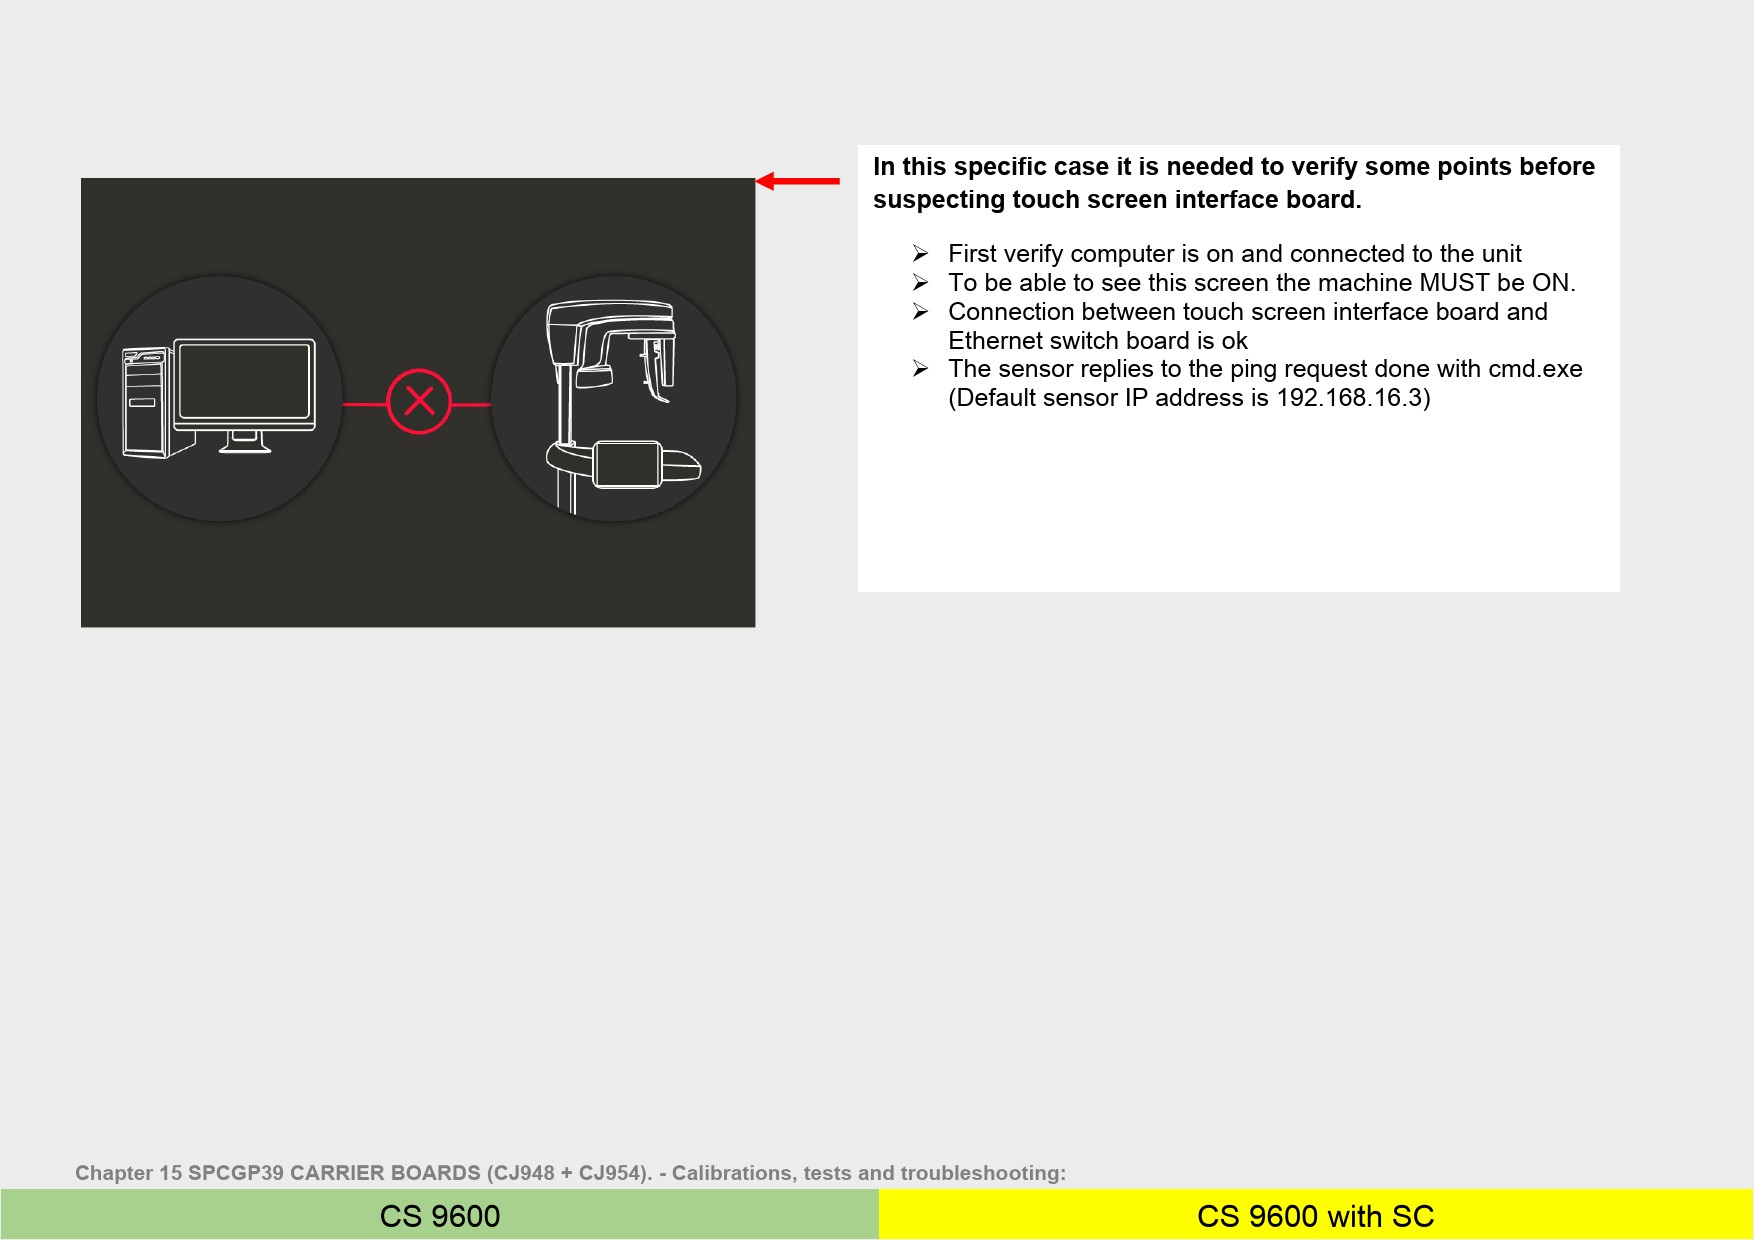 In this specific case it is needed to verify some points before
suspecting touch screen interface board.
➢ First verify computer is on and connected to the unit
➢ To be able to see this screen the machine MUST be ON.
➢ Connection between touch screen interface board and
Ethernet switch board is ok
➢ The sensor replies to the ping request done with cmd.exe
(Default sensor IP address is 192.168.16.3)
Chapter 15 SPCGP39 CARRIER BOARDS (CJ948 + CJ954). - Calibrations, tests and troubleshooting:
CS 9600
CS 9600 with SC